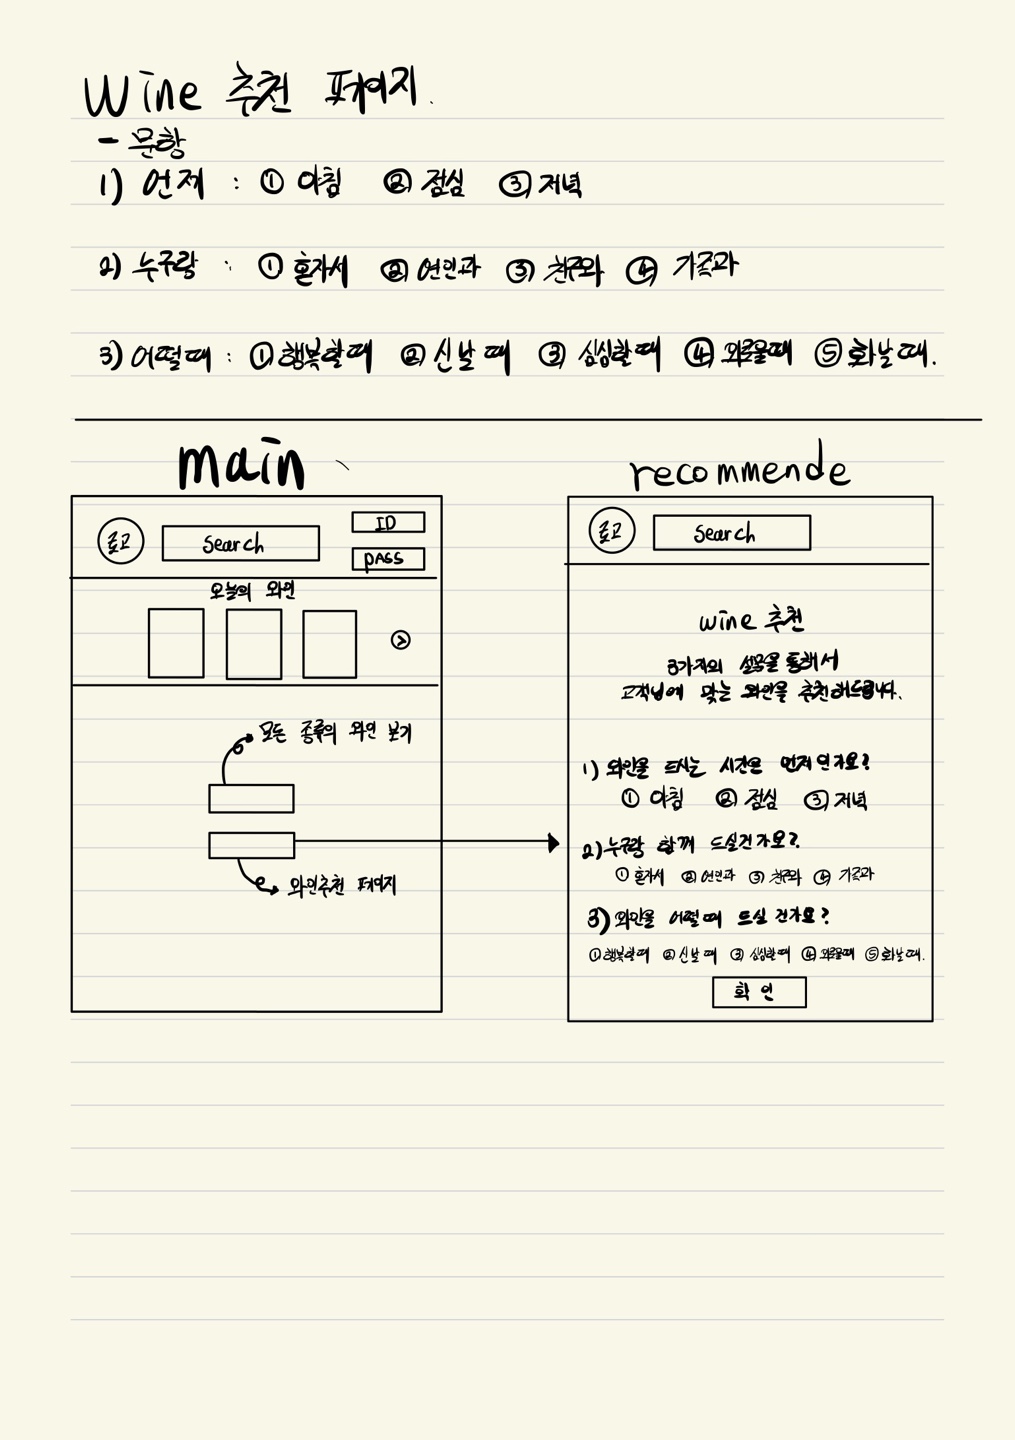 Wine 추천 페이지.
- 문항
1) 언제 : ① 아침 ② 점심 ③ 저녁
2) 누구랑 : ① 혼자서 ② 연인과 ③ 친구와 ④ 가족과
3) 어떨때 : ① 행복할때 ② 신날때 ③ 심심할때 ④ 외로울때 ⑤ 화날때.
main
로고
Search
ID
PASS
오늘의 와인
모든 종류의 와인 보기
와인추천 페이지
recommende
로고
Search
wine 추천
3가지의 설문을 통해서
고객님에 맞는 와인을 추천해드립니다.
1) 와인을 드시는 시간은 언제인가요?
① 아침 ② 점심 ③ 저녁
2) 누구랑 함께 드실건가요?
① 혼자서 ② 연인과 ③ 친구와 ④ 가족과
3) 와인을 어떨때 드실건가요?
① 행복할때 ② 신날때 ③ 심심할때 ④ 외로울때 ⑤ 화날때.
확인